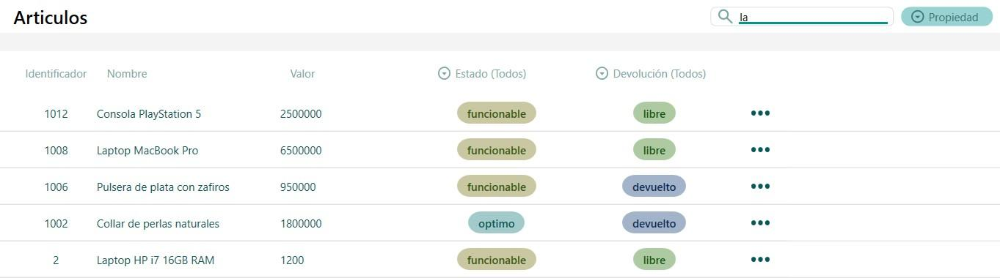 Articulos
la
Propiedad
Identificador Nombre Valor Estado (Todos) Devolución (Todos)
1012 Consola PlayStation 5 2500000 funcionable libre
1008 Laptop MacBook Pro 6500000 funcionable libre
1006 Pulsera de plata con zafiros 950000 funcionable devuelto
1002 Collar de perlas naturales 1800000 optimo devuelto
2 Laptop HP i7 16GB RAM 1200 funcionable libre